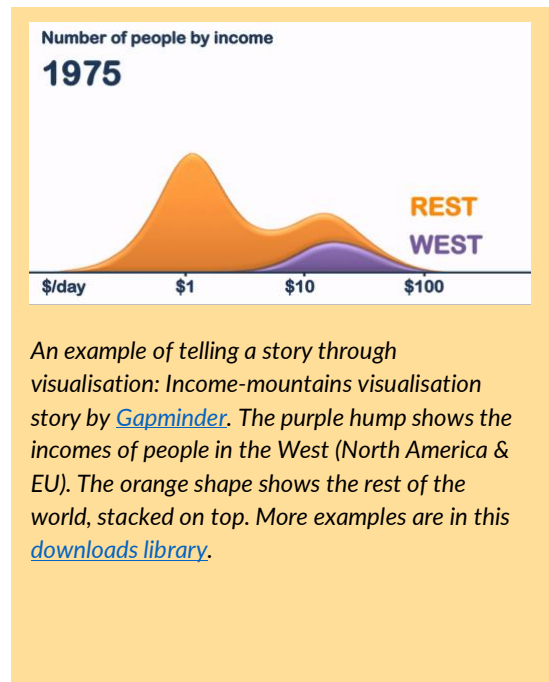 Number of people by income
1975
REST
WEST
$/day $1 $10 $100
An example of telling a story through
visualisation: Income-mountains visualisation
story by Gapminder. The purple hump shows the
incomes of people in the West (North America &
EU). The orange shape shows the rest of the
world, stacked on top. More examples are in this
downloads library.